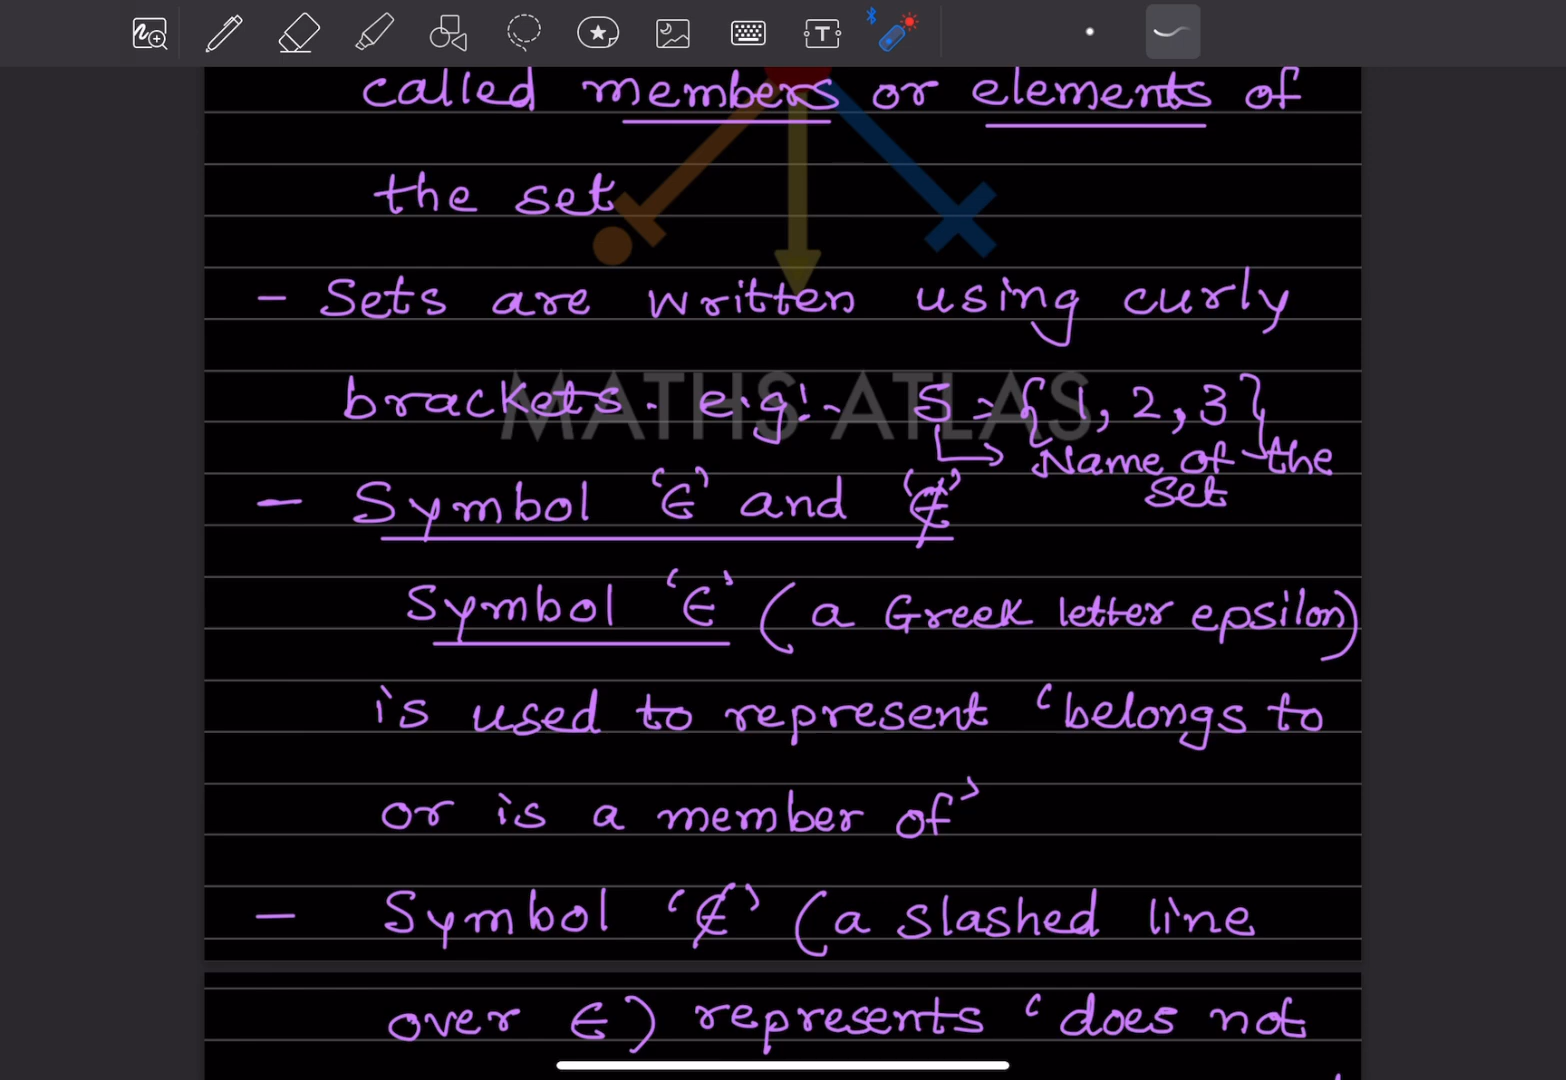 called members or elements of
the set
- Sets are written using curly
brackets. e.g:- S = {1, 2, 3}
Name of the
set
- Symbol '∈' and '∉'
Symbol '∈' (a Greek letter epsilon)
is used to represent 'belongs to
or is a member of'
- Symbol '∉' (a slashed line
over ∈) represents 'does not
MATHS ATLAS